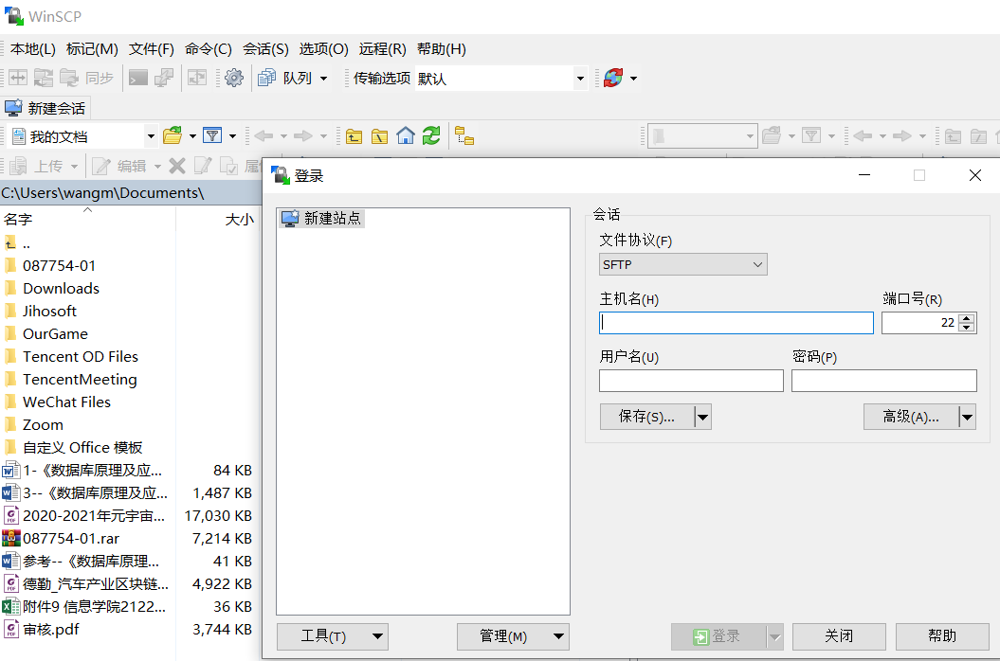 WinSCP
本地(L) 标记(M) 文件(F) 命令(C) 会话(S) 选项(O) 远程(R) 帮助(H)
同步 队列 传输选项 默认
新建会话
我的文档
上传 编辑
C:\Users\wangm\Documents\
名字 大小
..
087754-01
Downloads
Jihosoft
OurGame
Tencent OD Files
TencentMeeting
WeChat Files
Zoom
自定义 Office 模板
1-《数据库原理及应... 84 KB
3--《数据库原理及应... 1,487 KB
2020-2021年元宇宙... 17,030 KB
087754-01.rar 7,214 KB
参考--《数据库原理... 41 KB
德勤_汽车产业区块链... 4,922 KB
附件9 信息学院2122... 36 KB
审核.pdf 3,744 KB
登录
新建站点
会话
文件协议(F)
SFTP
主机名(H) 端口号(R)
22
用户名(U) 密码(P)
保存(S)... 高级(A)...
工具(T) 管理(M) 登录 关闭 帮助